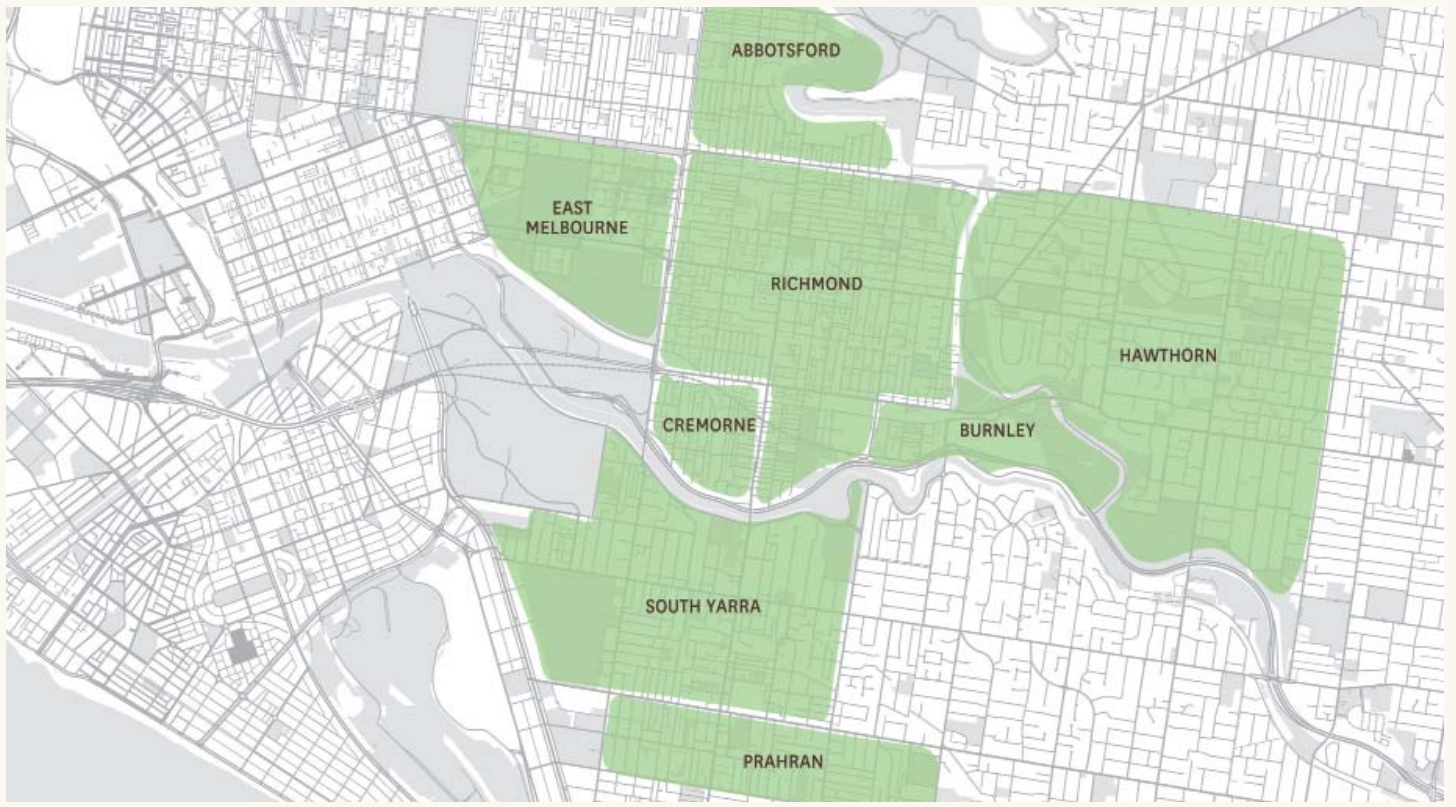 ABBOTSFORD
EAST
MELBOURNE
RICHMOND
HAWTHORN
CREMORNE
BURNLEY
SOUTH YARRA
PRAHRAN